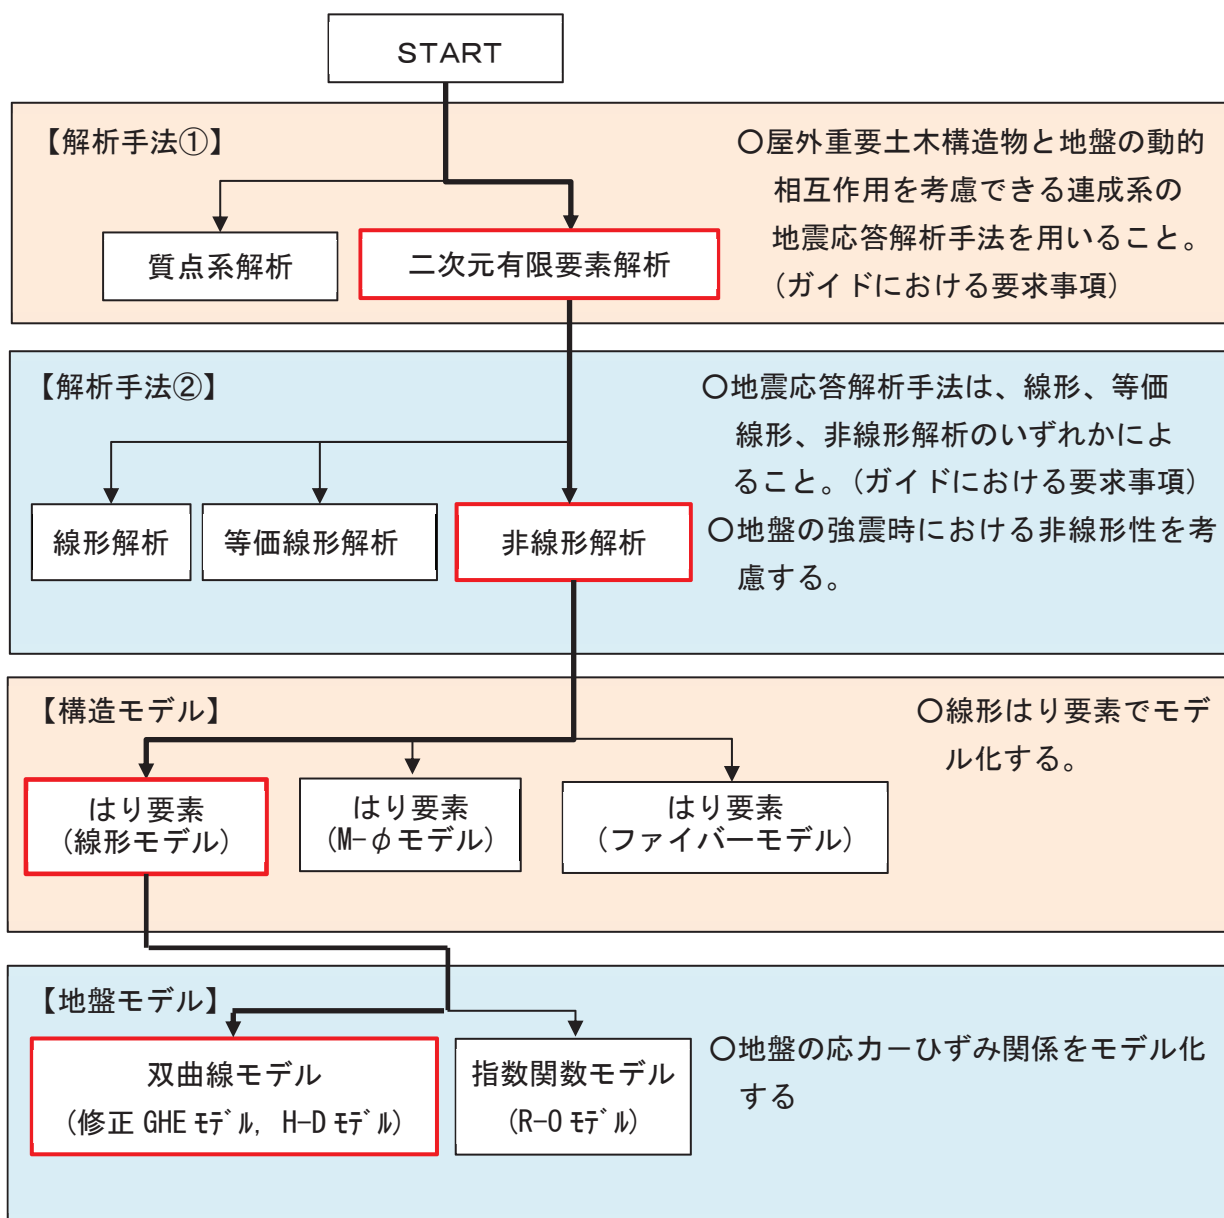 START
【解析手法①】
○屋外重要土木構造物と地盤の動的
相互作用を考慮できる連成系の
地震応答解析手法を用いること。
(ガイドにおける要求事項)
質点系解析
二次元有限要素解析
【解析手法②】
○地震応答解析手法は、線形、等価
線形、非線形解析のいずれかによ
ること。(ガイドにおける要求事項)
○地盤の強震時における非線形性を考
慮する。
線形解析
等価線形解析
非線形解析
【構造モデル】
○線形はり要素でモデ
ル化する。
はり要素
(線形モデル)
はり要素
(M-φモデル)
はり要素
(ファイバーモデル)
【地盤モデル】
○地盤の応力ーひずみ関係をモデル化
する
双曲線モデル
(修正 GHE ﾓﾃﾞﾙ, H-D ﾓﾃﾞﾙ)
指数関数モデル
(R-O ﾓﾃﾞﾙ)